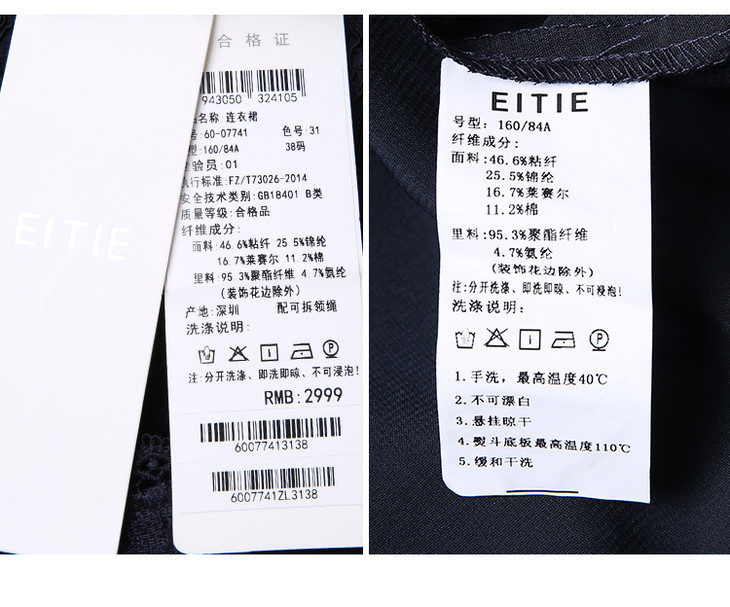 EITIE
合格证
943050 324105
名称:连衣裙
号:60-07741 色号:31
型:160/84A 38码
验员:01
执行标准:FZ/T73026-2014
安全技术类别:GB18401 B类
质量等级:合格品
纤维成分:
面料:46.6%粘纤 25.5%锦纶
16.7%莱赛尔 11.2%棉
里料:95.3%聚酯纤维 4.7%氨纶
(装饰花边除外)
产地:深圳 配可拆领绳
洗涤说明:
P
注:分开洗涤、即洗即晾、不可浸泡!
RMB:2999
60077413138
6007741ZL3138
EITIE
号型:160/84A
纤维成分:
面料:46.6%粘纤
25.5%锦纶
16.7%莱赛尔
11.2%棉
里料:95.3%聚酯纤维
4.7%氨纶
(装饰花边除外)
注:分开洗涤、即洗即晾、不可浸泡!
洗涤说明:
P
1.手洗，最高温度40℃
2.不可漂白
3.悬挂晾干
4.熨斗底板最高温度110℃
5.缓和干洗